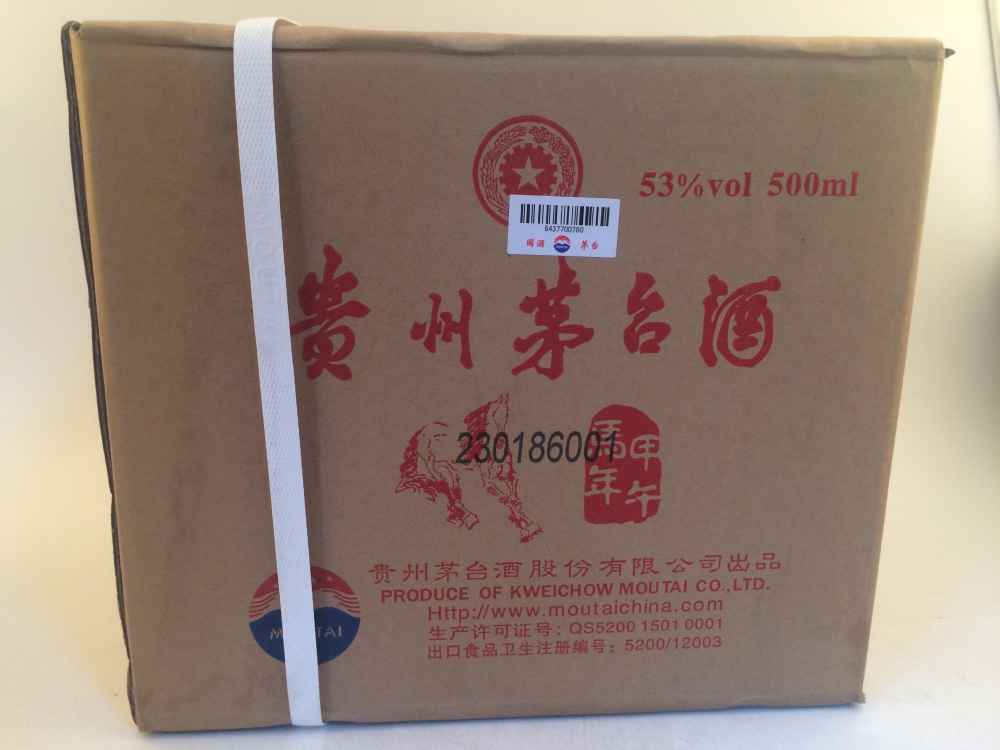 53%vol 500ml
6437700780
国酒 MOUTAI 茅台
贵州茅台酒
230186001
甲午
马年
贵州茅台酒股份有限公司出品
PRODUCE OF KWEICHOW MOUTAI CO.,LTD.
Http://www.moutaichina.com
MOUTAI
生产许可证号：QS5200 1501 0001
出口食品卫生注册编号：5200/12003